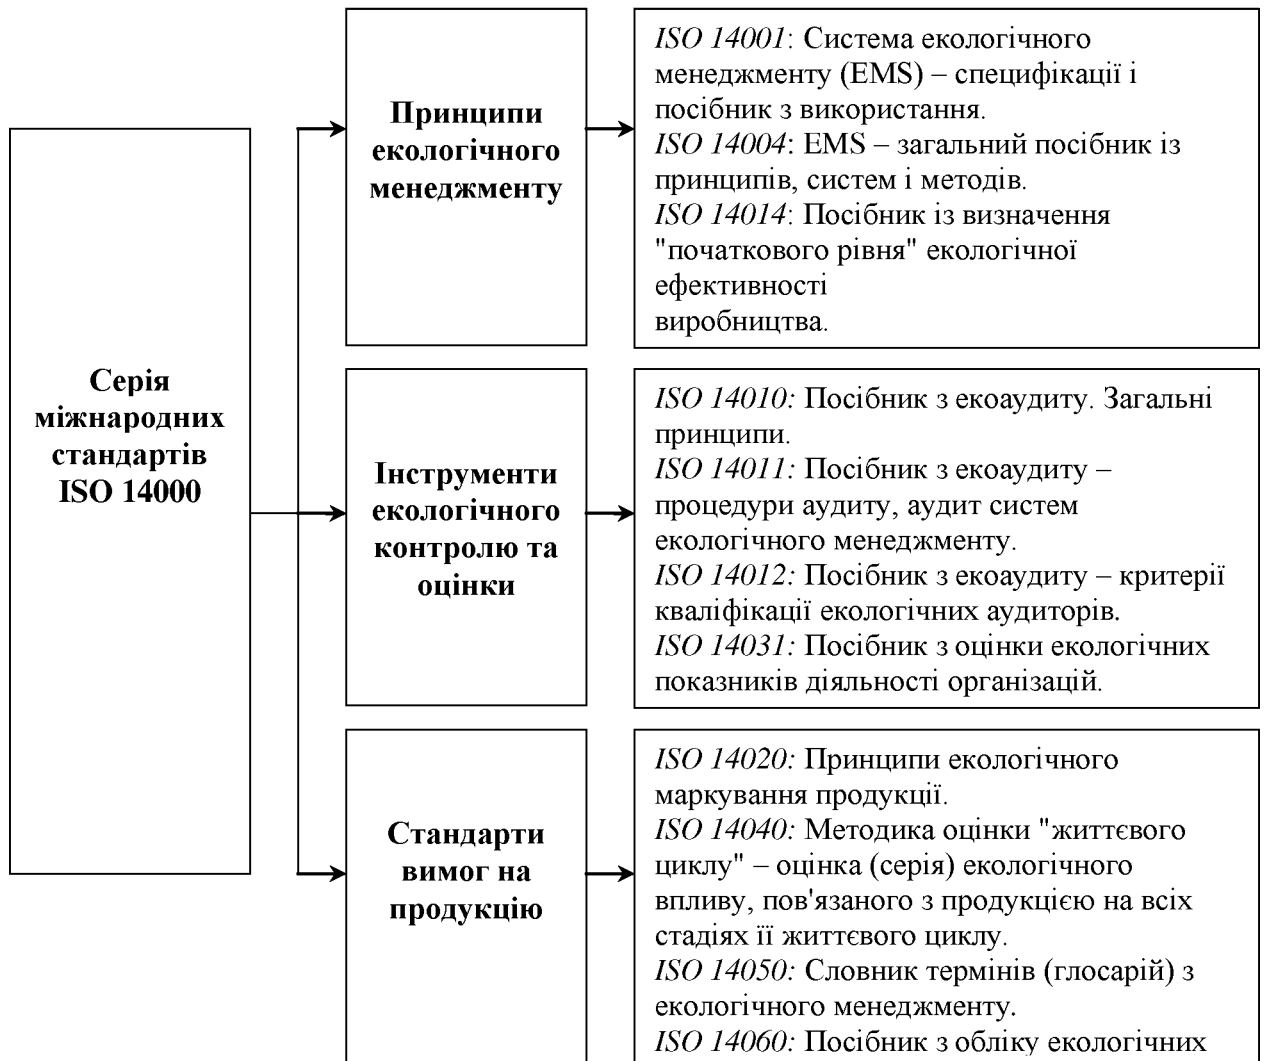 Серія
міжнародних
стандартів
ISO 14000
Принципи
екологічного
менеджменту
ISO 14001: Система екологічного
менеджменту (EMS) – специфікації і
посібник з використання.
ISO 14004: EMS – загальний посібник із
принципів, систем і методів.
ISO 14014: Посібник із визначення
"початкового рівня" екологічної
ефективності
виробництва.
Інструменти
екологічного
контролю та
оцінки
ISO 14010: Посібник з екоаудиту. Загальні
принципи.
ISO 14011: Посібник з екоаудиту –
процедури аудиту, аудит систем
екологічного менеджменту.
ISO 14012: Посібник з екоаудиту – критерії
кваліфікації екологічних аудиторів.
ISO 14031: Посібник з оцінки екологічних
показників діяльності організацій.
Стандарти
вимог на
продукцію
ISO 14020: Принципи екологічного
маркування продукції.
ISO 14040: Методика оцінки "життєвого
циклу" – оцінка (серія) екологічного
впливу, пов'язаного з продукцією на всіх
стадіях її життєвого циклу.
ISO 14050: Словник термінів (глосарій) з
екологічного менеджменту.
ISO 14060: Посібник з обліку екологічних